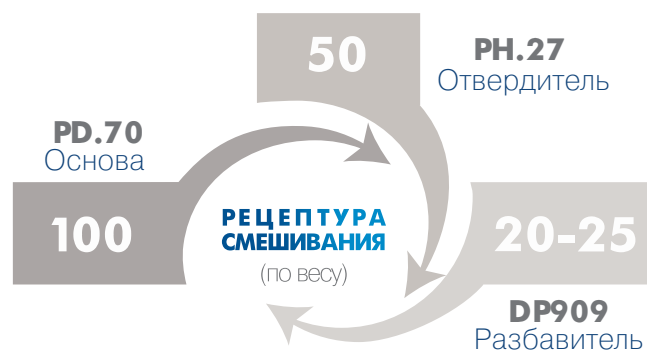 50
PH.27
Отвердитель
PD.70
Основа
100
РЕЦЕПТУРА
СМЕШИВАНИЯ
(по весу)
20-25
DP909
Разбавитель